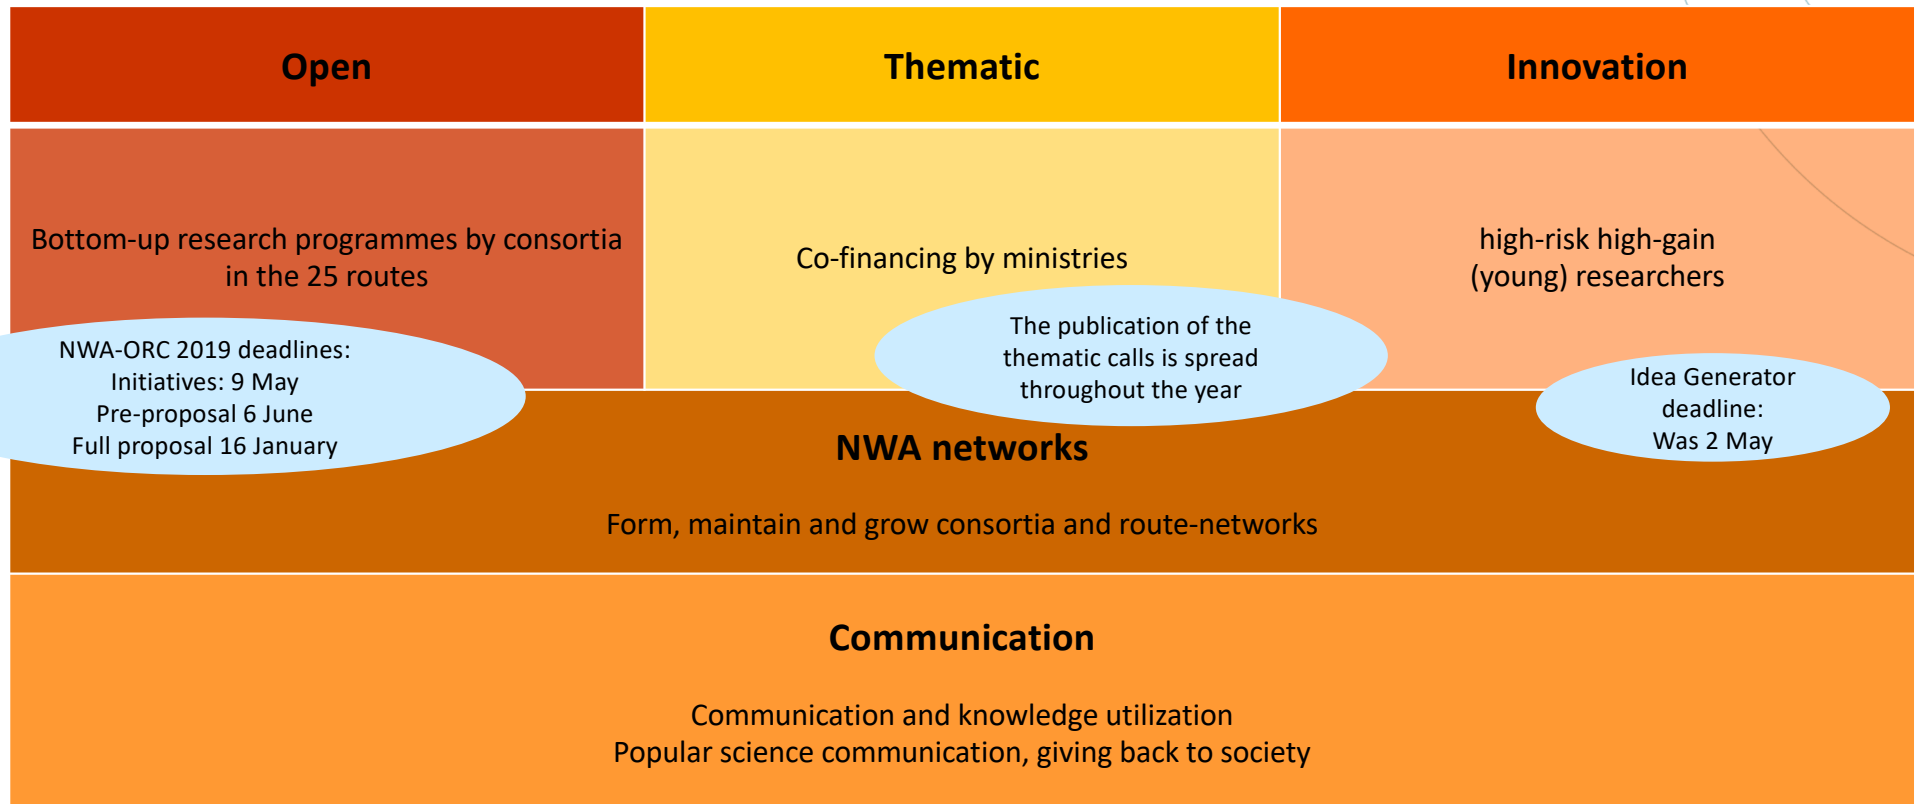 Open
Thematic
Innovation
Bottom-up research programmes by consortia
in the 25 routes
Co-financing by ministries
high-risk high-gain
(young) researchers
NWA-ORC 2019 deadlines:
Initiatives: 9 May
Pre-proposal 6 June
Full proposal 16 January
The publication of the
thematic calls is spread
throughout the year
Idea Generator
deadline:
Was 2 May
NWA networks
Form, maintain and grow consortia and route-networks
Communication
Communication and knowledge utilization
Popular science communication, giving back to society